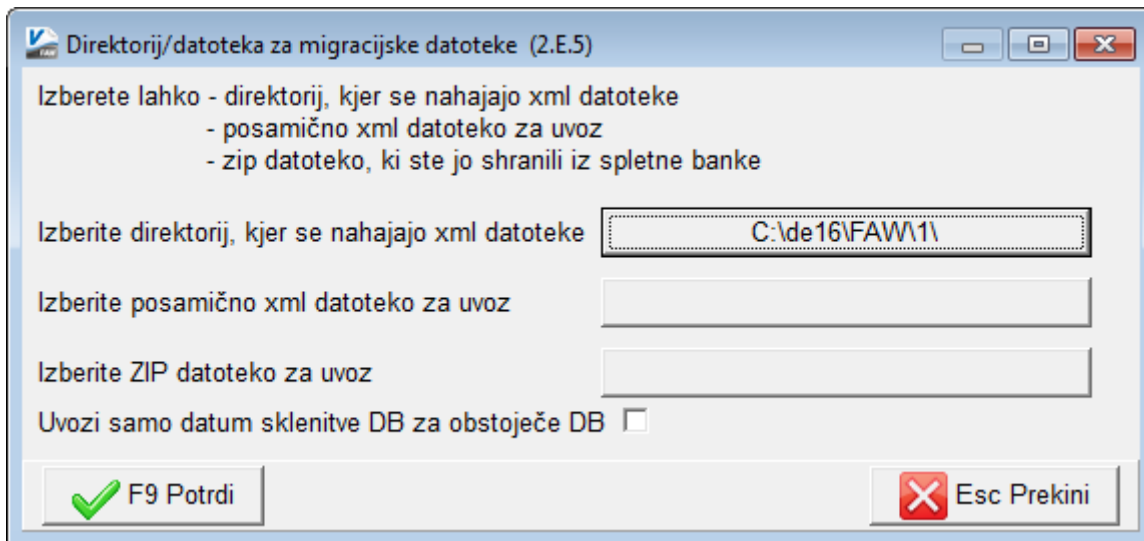 Direktorij/datoteka za migracijske datoteke (2.E.5)
Izberete lahko - direktorij, kjer se nahajajo xml datoteke
- posamično xml datoteko za uvoz
- zip datoteko, ki ste jo shranili iz spletne banke
Izberite direktorij, kjer se nahajajo xml datoteke C:\de16\FAW\1\
Izberite posamično xml datoteko za uvoz
Izberite ZIP datoteko za uvoz
Uvozi samo datum sklenitve DB za obstoječe DB
F9 Potrdi Esc Prekini